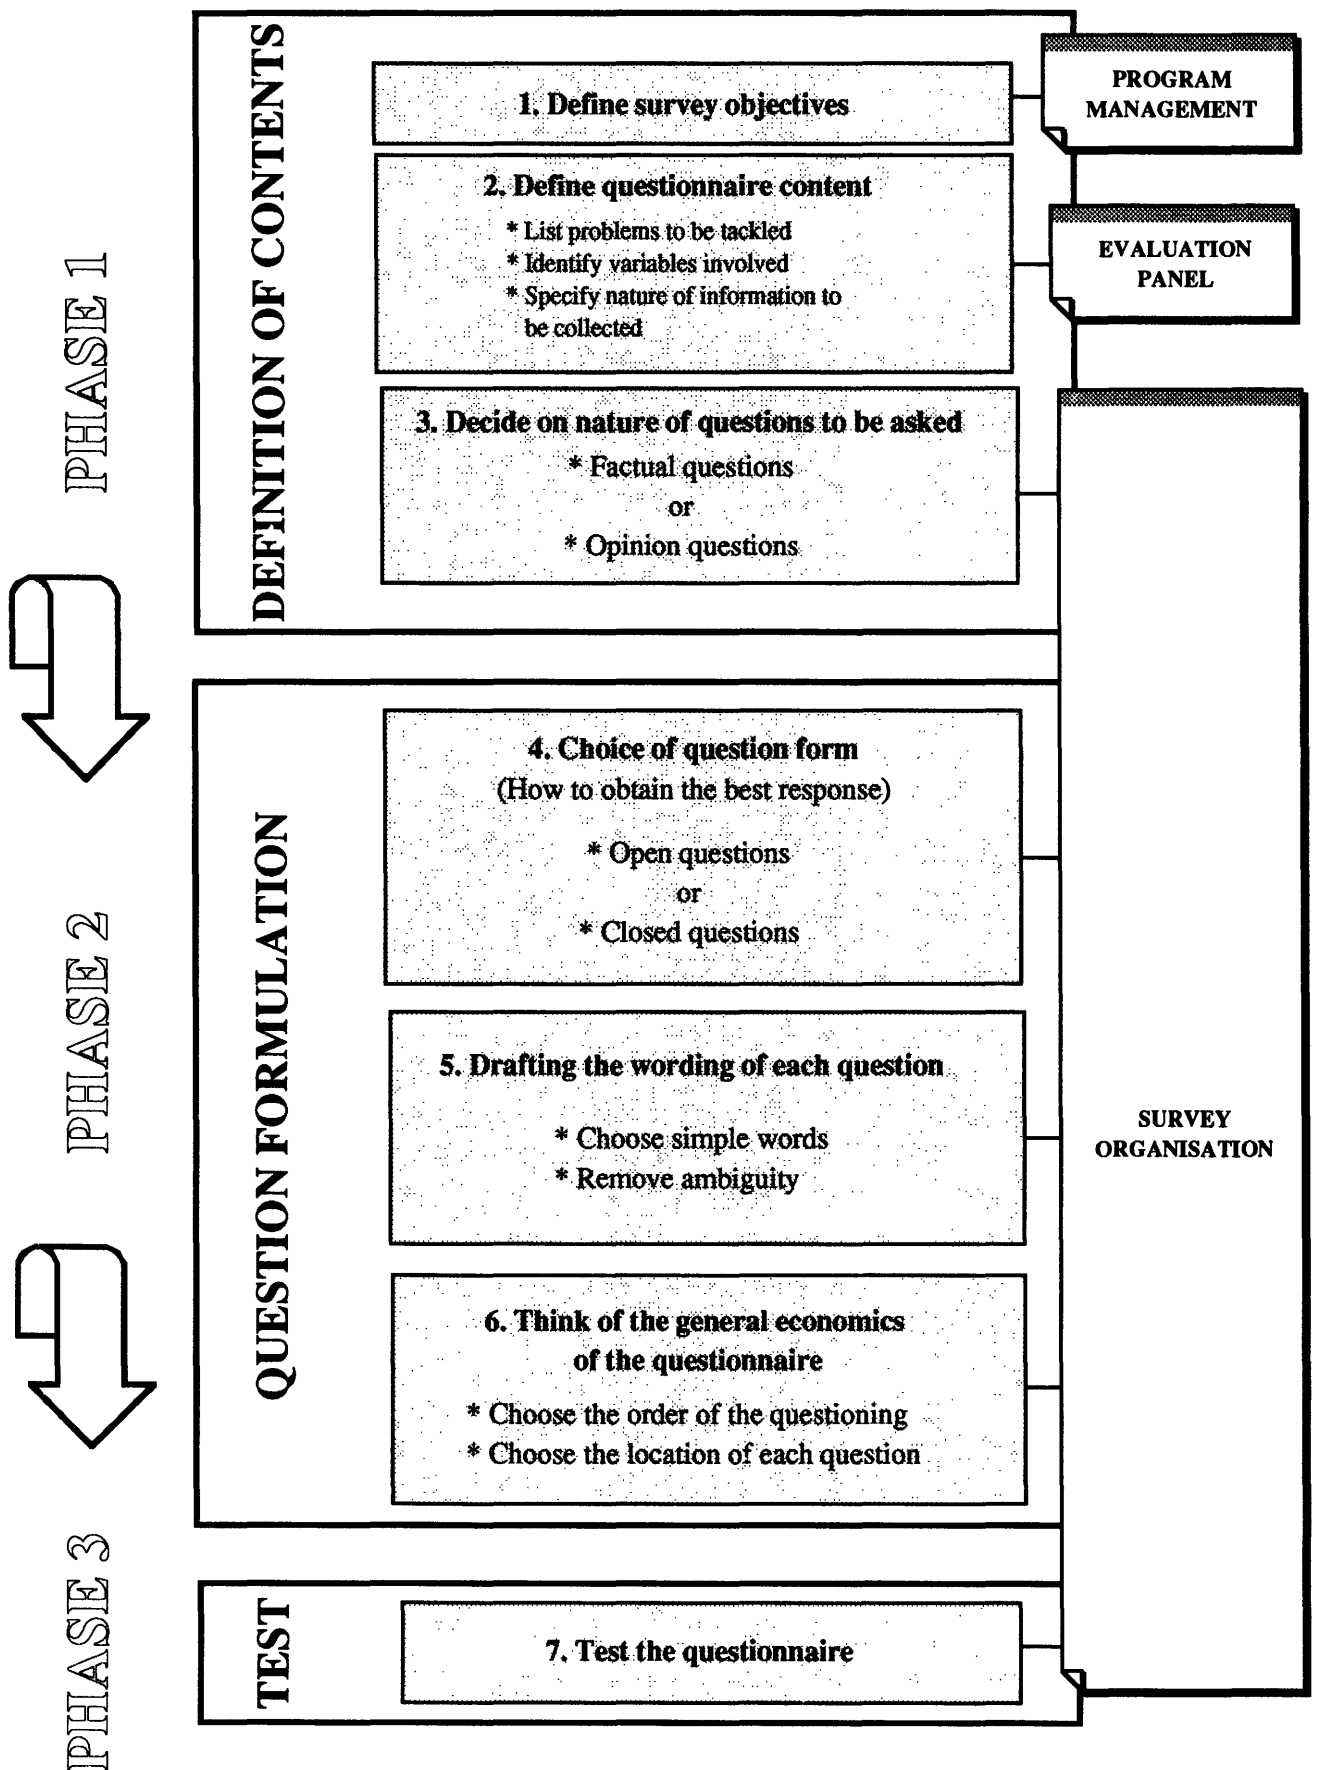 PHASE 1
DEFINITION OF CONTENTS
1. Define survey objectives
PROGRAM
MANAGEMENT
2. Define questionnaire content
* List problems to be tackled
* Identify variables involved
* Specify nature of information to
be collected
EVALUATION
PANEL
3. Decide on nature of questions to be asked
* Factual questions
or
* Opinion questions
PHASE 2
QUESTION FORMULATION
4. Choice of question form
(How to obtain the best response)
* Open questions
or
* Closed questions
5. Drafting the wording of each question
* Choose simple words
* Remove ambiguity
SURVEY
ORGANISATION
6. Think of the general economics
of the questionnaire
* Choose the order of the questioning
* Choose the location of each question
PHASE 3
TEST
7. Test the questionnaire